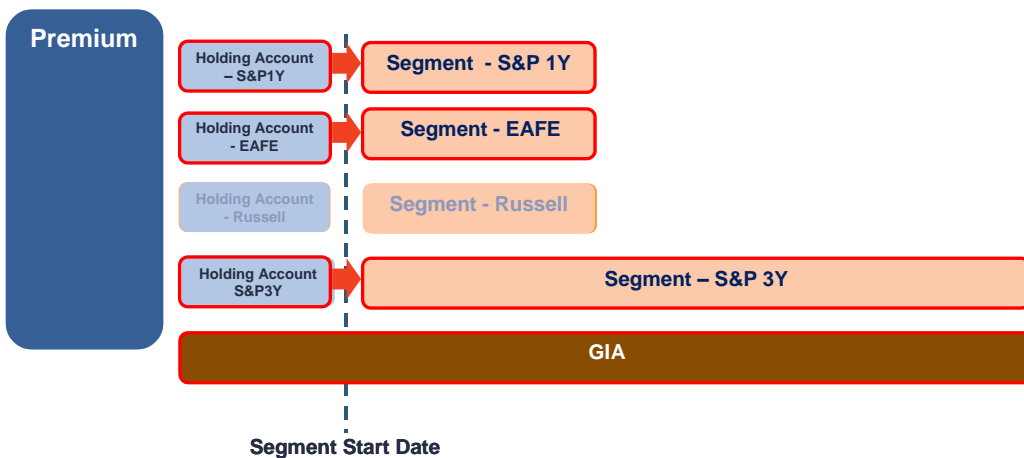 Premium
Holding Account
– S&P1Y
Segment - S&P 1Y
Holding Account
- EAFE
Segment - EAFE
Holding Account
- Russell
Segment - Russell
Holding Account
S&P3Y
Segment – S&P 3Y
GIA
Segment Start Date